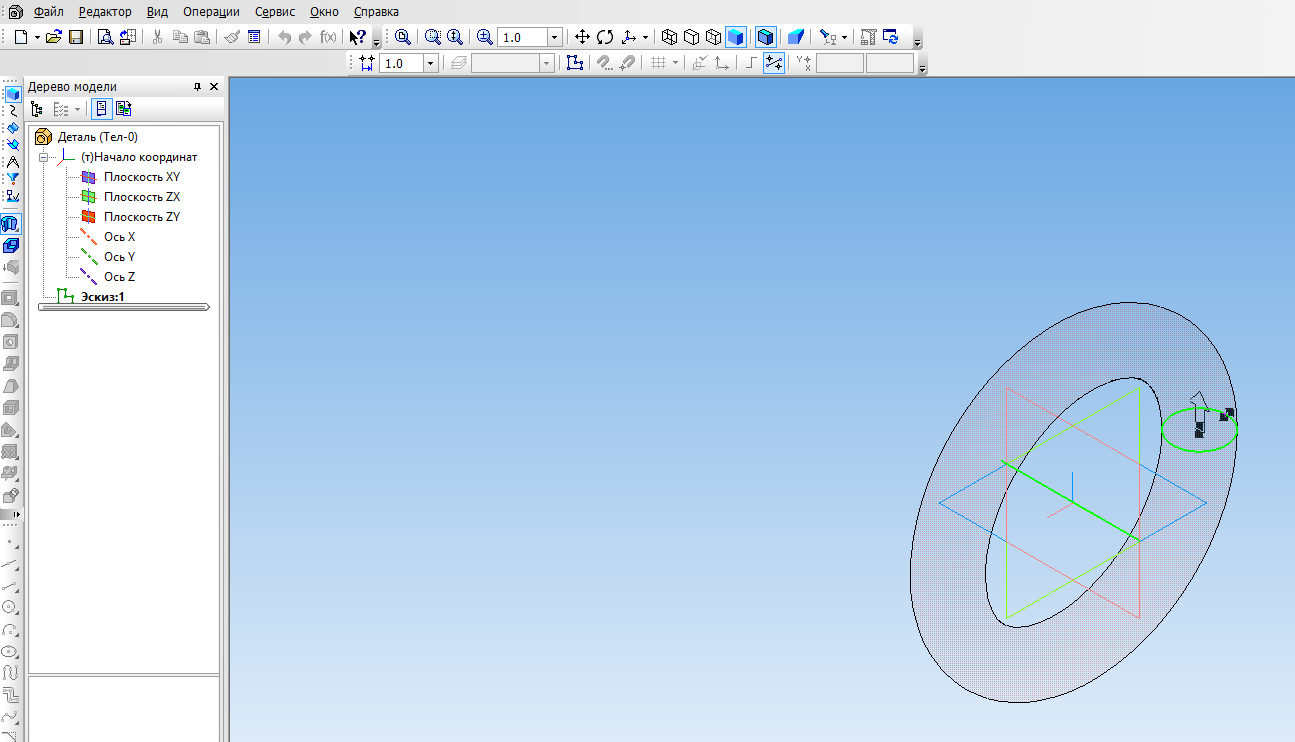 Файл Редактор Вид Операции Сервис Окно Справка
f(x) ? 1.0
1.0
Дерево модели
Деталь (Тел-0)
(т)Начало координат
Плоскость XY
Плоскость ZX
Плоскость ZY
Ось X
Ось Y
Ось Z
Эскиз:1